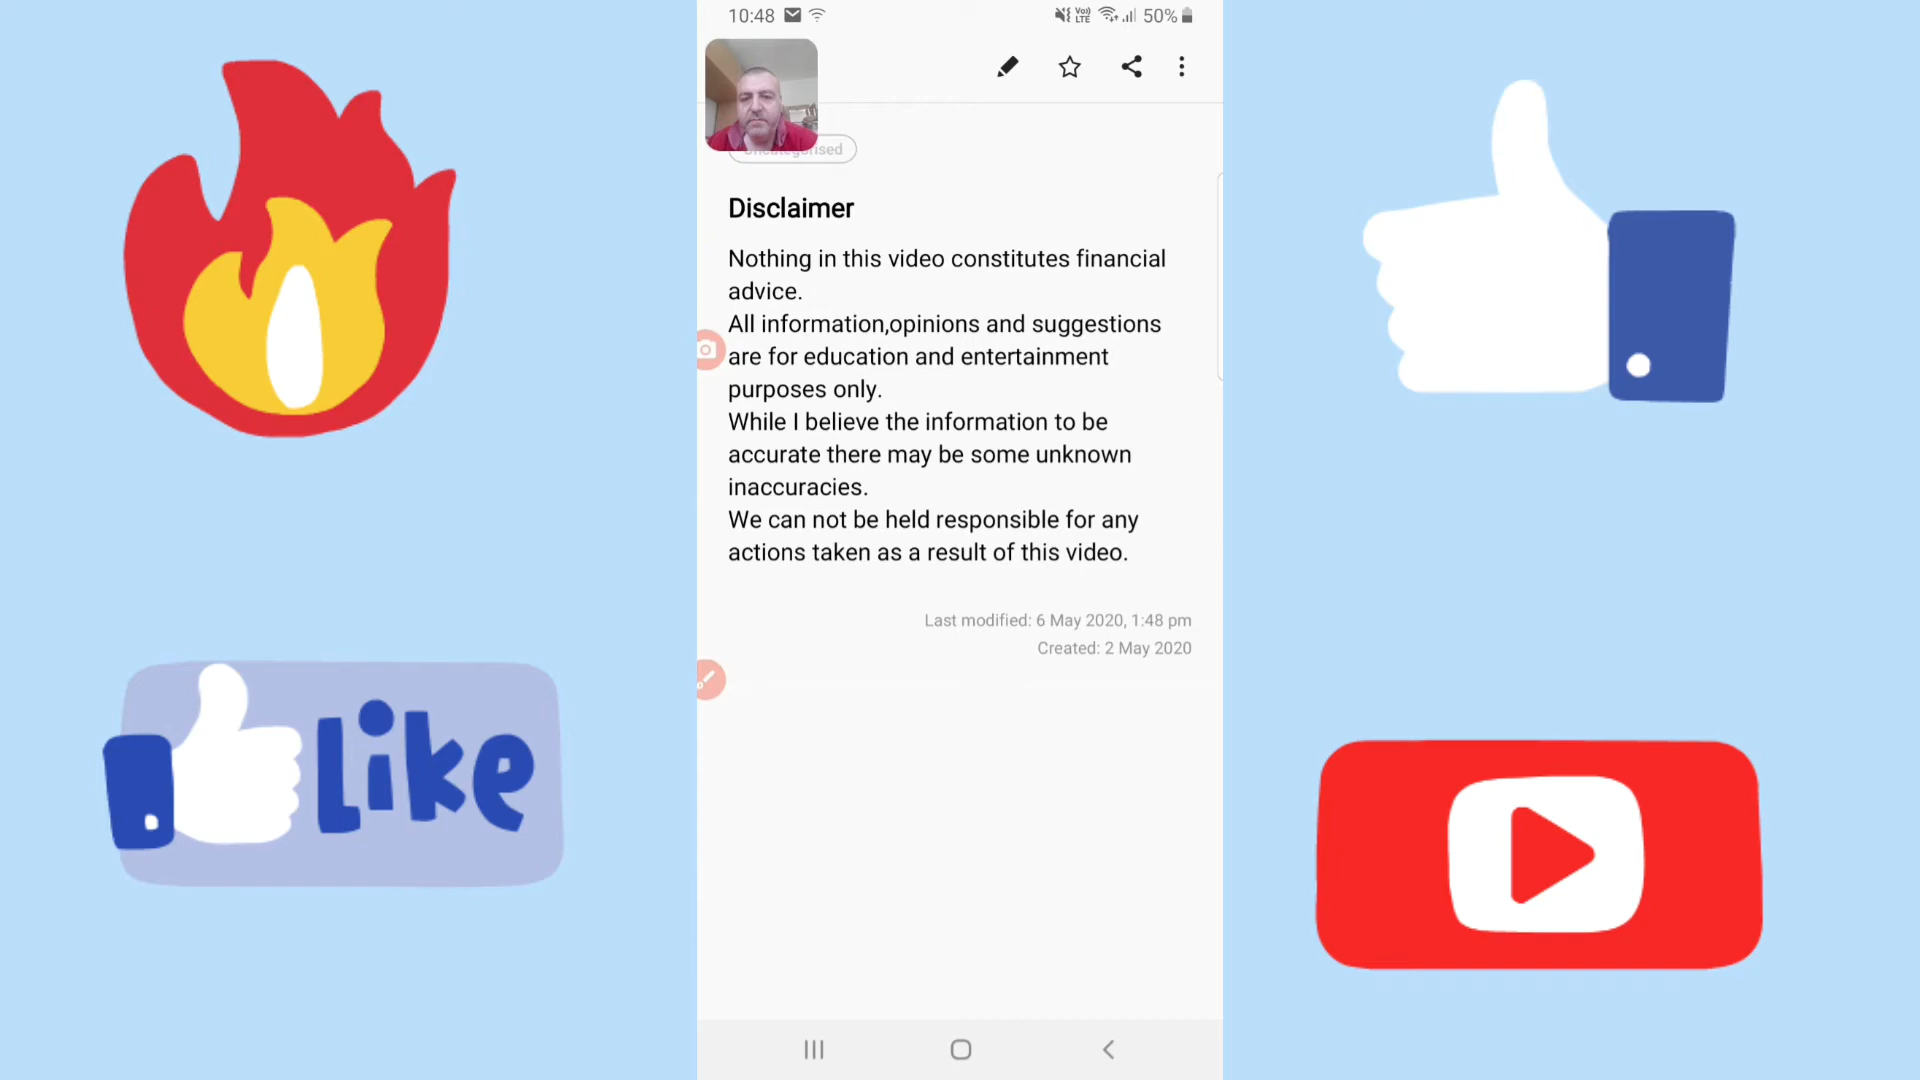 10:48
Vo))
LTE
50%
Uncategorised
Disclaimer
Nothing in this video constitutes financial
advice.
All information,opinions and suggestions
are for education and entertainment
purposes only.
While I believe the information to be
accurate there may be some unknown
inaccuracies.
We can not be held responsible for any
actions taken as a result of this video.
Last modified: 6 May 2020, 1:48 pm
Created: 2 May 2020
Like